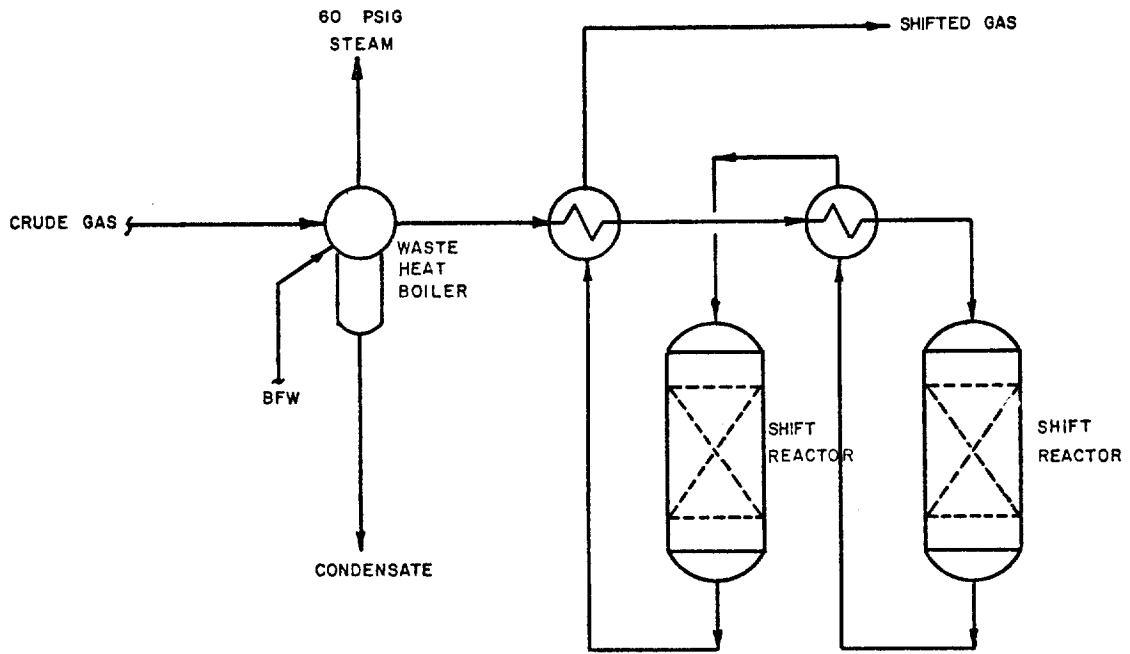 60 PSIG
STEAM
SHIFTED GAS
CRUDE GAS
WASTE
HEAT
BOILER
BFW
SHIFT
REACTOR
SHIFT
REACTOR
CONDENSATE